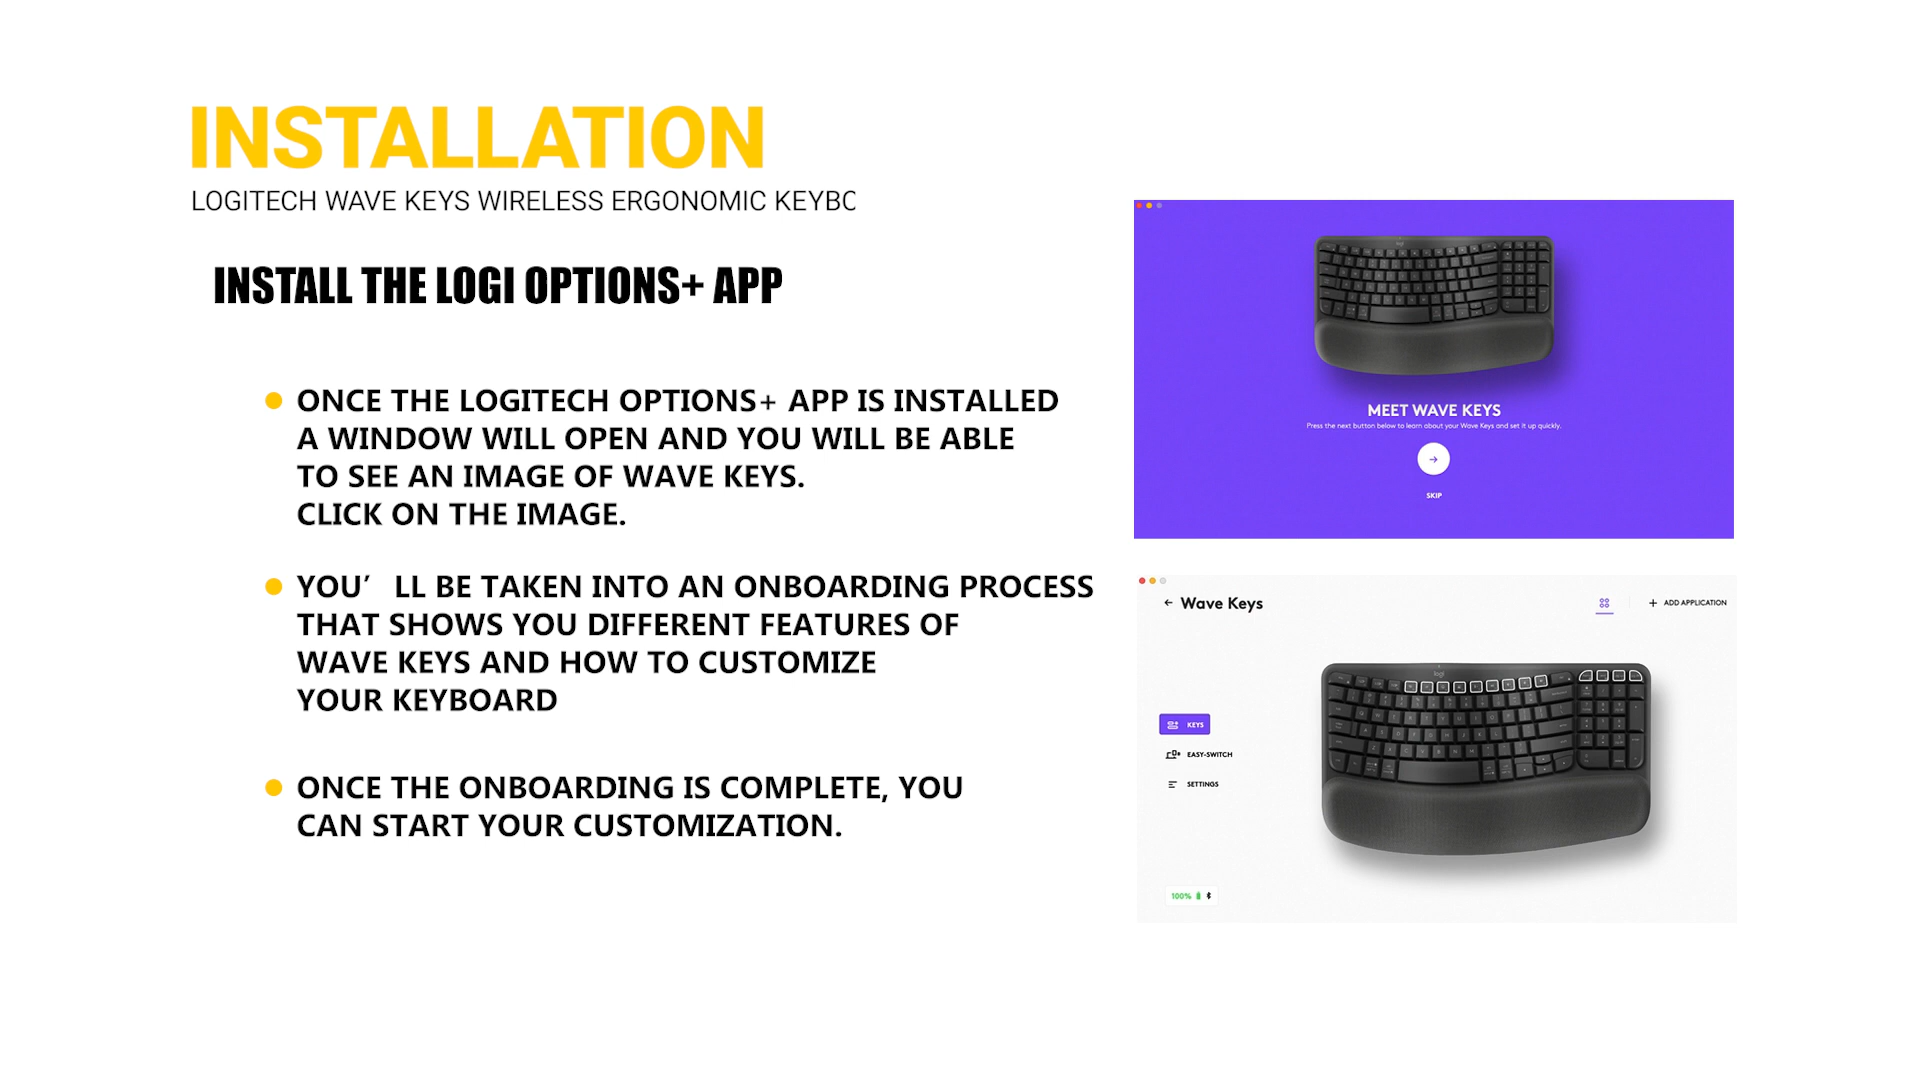 INSTALLATION
LOGITECH WAVE KEYS WIRELESS ERGONOMIC KEYBC
INSTALL THE LOGI OPTIONS+ APP
ONCE THE LOGITECH OPTIONS+ APP IS INSTALLED
A WINDOW WILL OPEN AND YOU WILL BE ABLE
TO SEE AN IMAGE OF WAVE KEYS.
CLICK ON THE IMAGE.
YOU’ LL BE TAKEN INTO AN ONBOARDING PROCESS
THAT SHOWS YOU DIFFERENT FEATURES OF
WAVE KEYS AND HOW TO CUSTOMIZE
YOUR KEYBOARD
ONCE THE ONBOARDING IS COMPLETE, YOU
CAN START YOUR CUSTOMIZATION.
logi
MEET WAVE KEYS
Press the next button below to learn about your Wave Keys and set it up quickly.
SKIP
Wave Keys
ADD APPLICATION
logi
KEYS
EASY-SWITCH
SETTINGS
100%